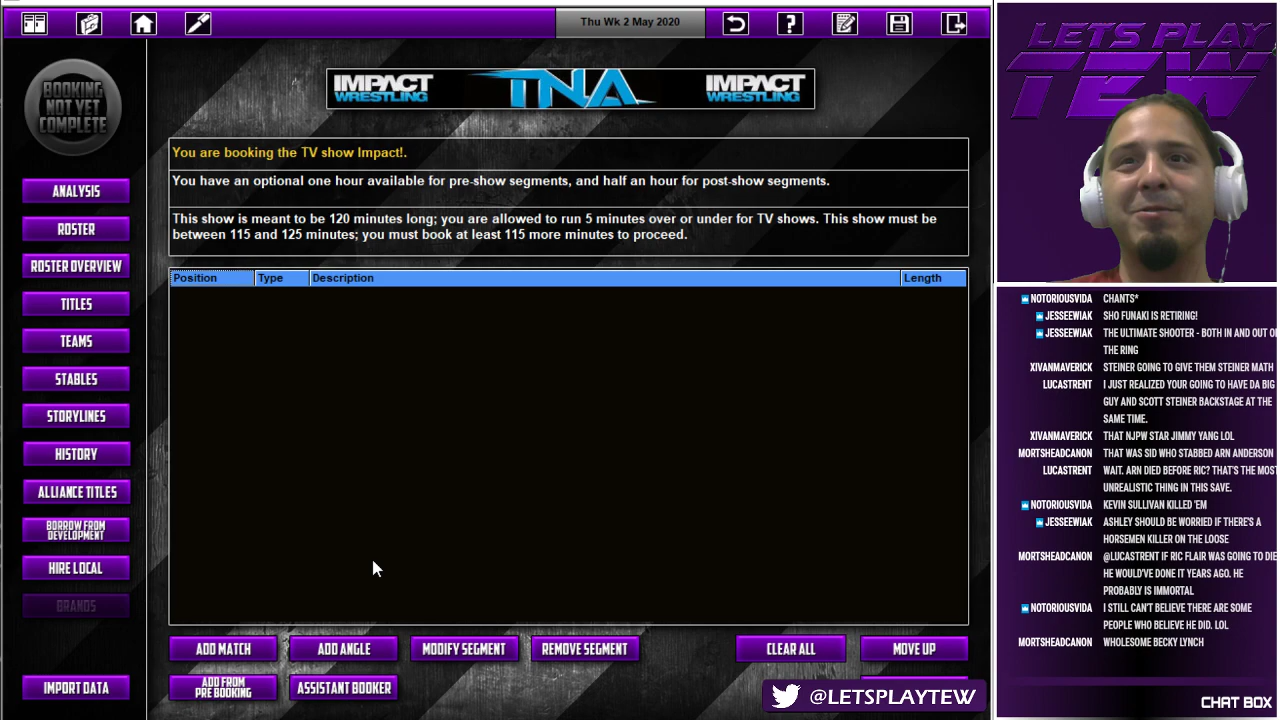 Thu Wk 2 May 2020
LETS PLAY
TEW
BOOKING
NOT YET
COMPLETE
IMPACT
WRESTLING
TNA
IMPACT
WRESTLING
You are booking the TV show Impact!.
You have an optional one hour available for pre-show segments, and half an hour for post-show segments.
This show is meant to be 120 minutes long; you are allowed to run 5 minutes over or under for TV shows. This show must be
between 115 and 125 minutes; you must book at least 115 more minutes to proceed.
Position Type Description Length
ANALYSIS
ROSTER
ROSTER OVERVIEW
TITLES
TEAMS
STABLES
STORYLINES
HISTORY
ALLIANCE TITLES
BORROW FROM
DEVELOPMENT
HIRE LOCAL
BRANDS
IMPORT DATA
ADD MATCH
ADD ANGLE
MODIFY SEGMENT
REMOVE SEGMENT
CLEAR ALL
MOVE UP
ADD FROM
PRE BOOKING
ASSISTANT BOOKER
@LETSPLAYTEW
NOTORIOUSVIDA CHANTS*
JESSEEWIAK SHO FUNAKI IS RETIRING!
JESSEEWIAK THE ULTIMATE SHOOTER - BOTH IN AND OUT OF
THE RING
XIVANMAVERICK STEINER GOING TO GIVE THEM STEINER MATH
LUCASTRENT I JUST REALIZED YOUR GOING TO HAVE DA BIG
GUY AND SCOTT STEINER BACKSTAGE AT THE
SAME TIME.
XIVANMAVERICK THAT NJPW STAR JIMMY YANG LOL
MORTSHEADCANON THAT WAS SID WHO STABBED ARN ANDERSON
LUCASTRENT WAIT. ARN DIED BEFORE RIC? THAT'S THE MOST
UNREALISTIC THING IN THIS SAVE.
NOTORIOUSVIDA KEVIN SULLIVAN KILLED 'EM
JESSEEWIAK ASHLEY SHOULD BE WORRIED IF THERE'S A
HORSEMEN KILLER ON THE LOOSE
MORTSHEADCANON @LUCASTRENT IF RIC FLAIR WAS GOING TO DIE
HE WOULD'VE DONE IT YEARS AGO. HE
PROBABLY IS IMMORTAL
NOTORIOUSVIDA I STILL CAN'T BELIEVE THERE ARE SOME
PEOPLE WHO BELIEVE HE DID. LOL
MORTSHEADCANON WHOLESOME BECKY LYNCH
CHAT BOX